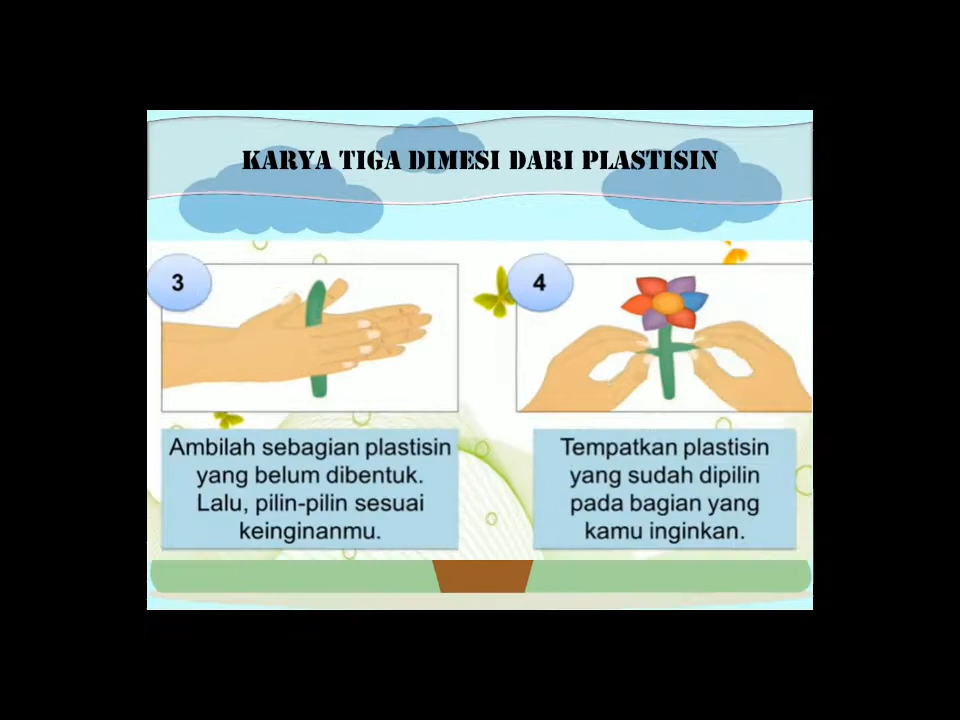 KARYA TIGA DIMESI DARI PLASTISIN
3
Ambilah sebagian plastisin
yang belum dibentuk.
Lalu, pilin-pilin sesuai
keinginanmu.
4
Tempatkan plastisin
yang sudah dipilin
pada bagian yang
kamu inginkan.